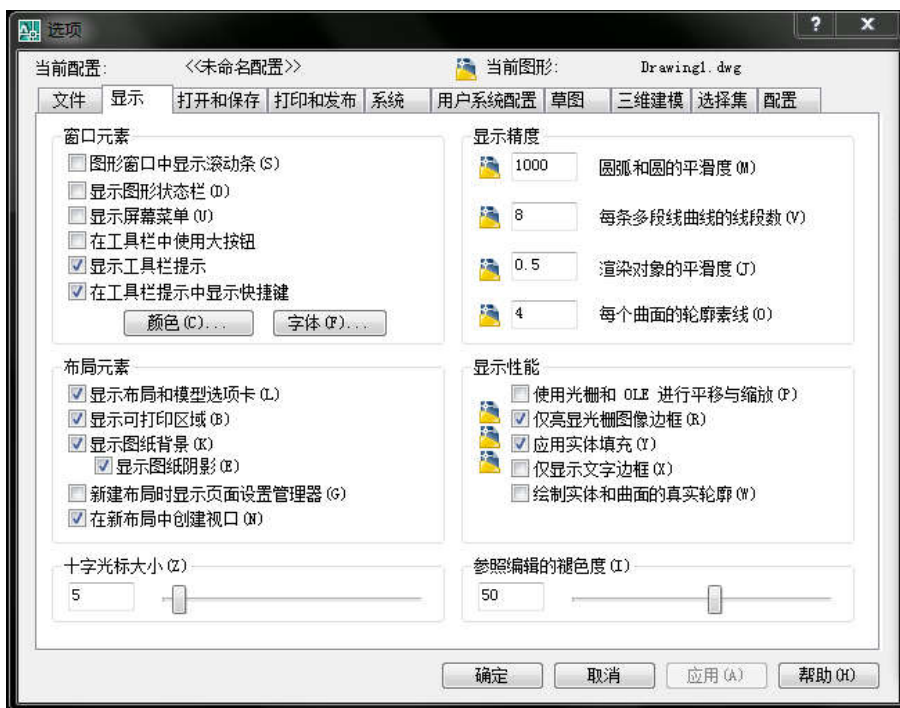 选项
? x
当前配置: <<未命名配置>> 当前图形: Drawing1.dwg
文件 显示 打开和保存 打印和发布 系统 用户系统配置 草图 三维建模 选择集 配置
窗口元素
图形窗口中显示滚动条(S)
显示图形状态栏(D)
显示屏幕菜单(U)
在工具栏中使用大按钮
显示工具栏提示
在工具栏提示中显示快捷键
颜色(C)... 字体(F)...
显示精度
1000 圆弧和圆的平滑度(M)
8 每条多段线曲线的线段数(V)
0.5 渲染对象的平滑度(J)
4 每个曲面的轮廓素线(O)
布局元素
显示布局和模型选项卡(L)
显示可打印区域(B)
显示图纸背景(K)
显示图纸阴影(E)
新建布局时显示页面设置管理器(G)
在新布局中创建视口(N)
显示性能
使用光栅和 OLE 进行平移与缩放(P)
仅亮显光栅图像边框(R)
应用实体填充(Y)
仅显示文字边框(X)
绘制实体和曲面的真实轮廓(W)
十字光标大小(Z)
5
参照编辑的褪色度(I)
50
确定 取消 应用(A) 帮助(H)